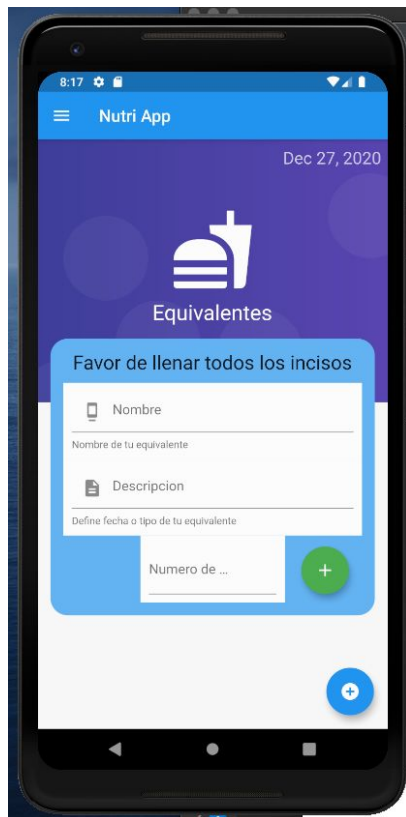 8:17
Nutri App
Dec 27, 2020
Equivalentes
Favor de llenar todos los incisos
Nombre
Nombre de tu equivalente
Descripcion
Define fecha o tipo de tu equivalente
Numero de ...